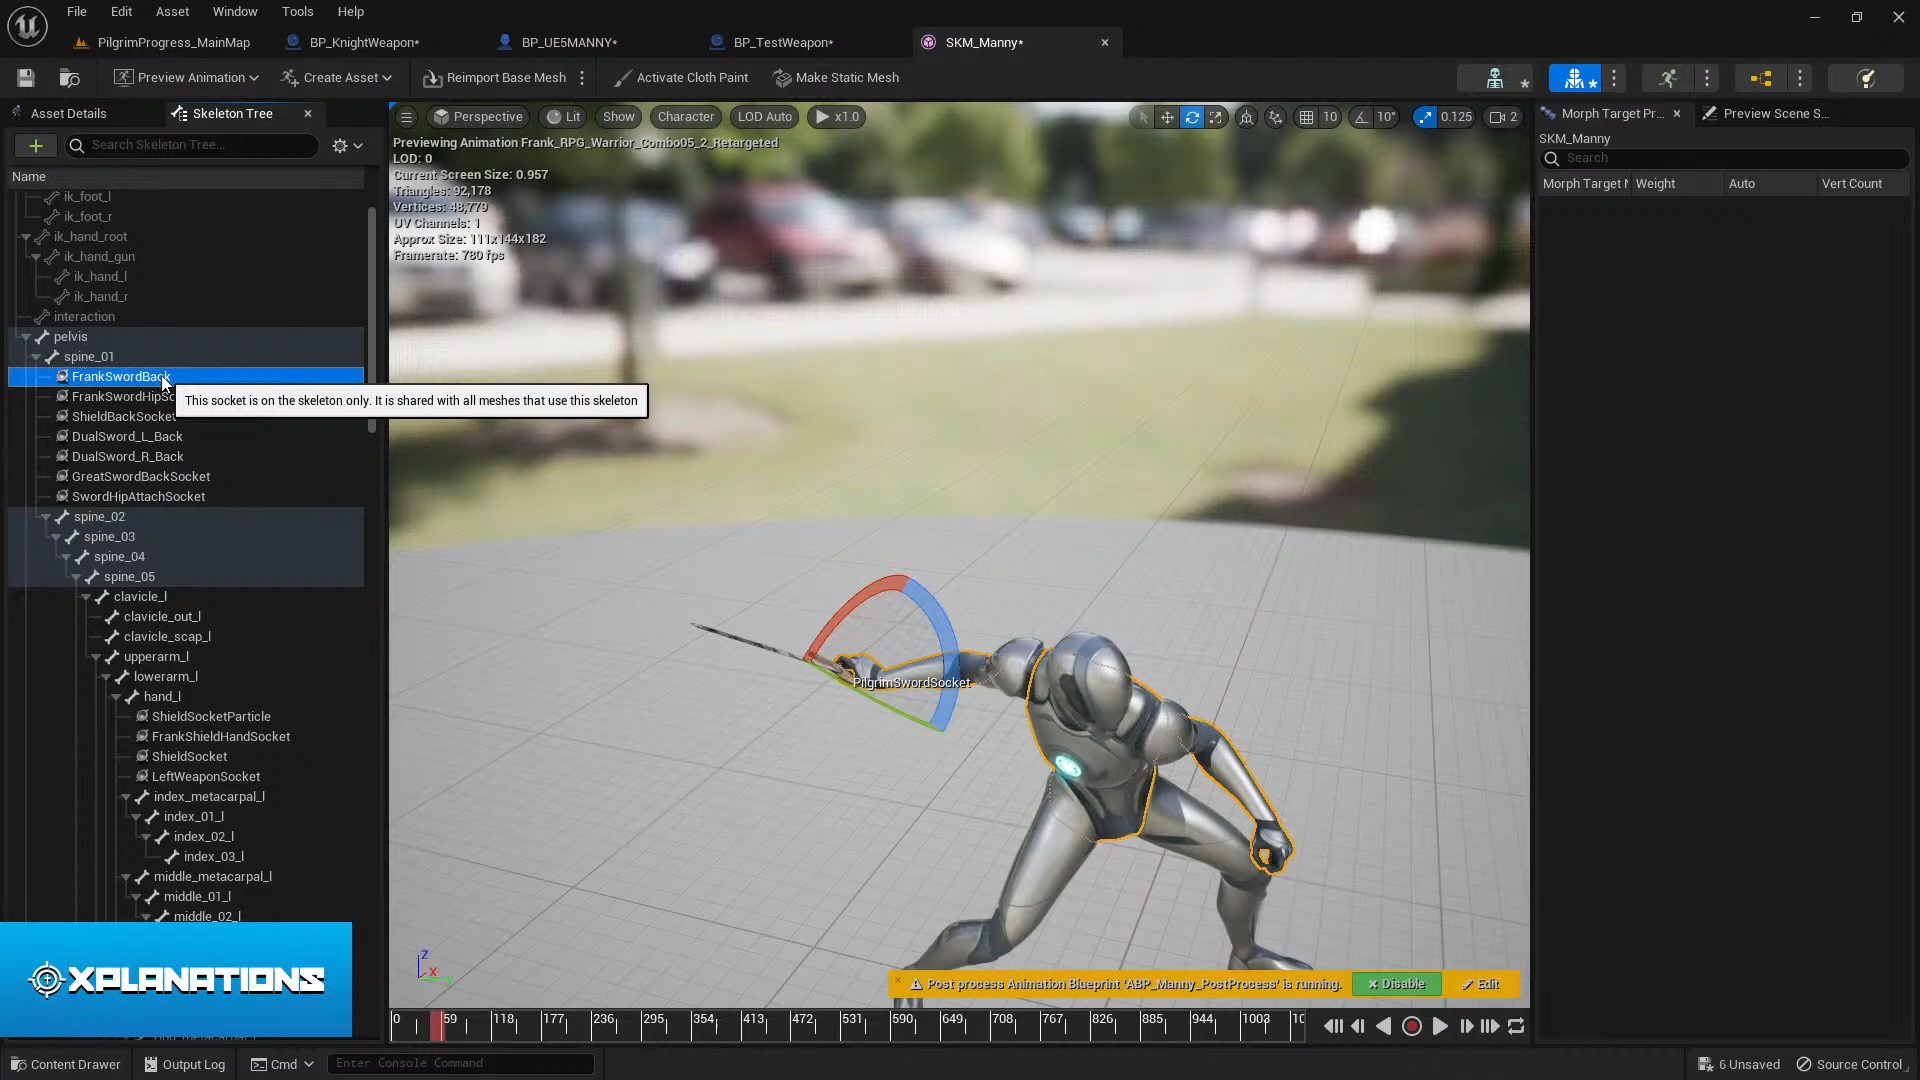 File Edit Asset Window Tools Help
PilgrimProgress_MainMap BP_KnightWeapon* BP_UE5MANNY* BP_TestWeapon* SKM_Manny*
Preview Animation Create Asset Reimport Base Mesh Activate Cloth Paint Make Static Mesh
Asset Details Skeleton Tree
Search Skeleton Tree...
Name
ik_foot_l
ik_foot_r
ik_hand_root
ik_hand_gun
ik_hand_l
ik_hand_r
interaction
pelvis
spine_01
FrankSwordBack
FrankSwordHipSo
ShieldBackSocket
DualSword_L_Back
DualSword_R_Back
GreatSwordBackSocket
SwordHipAttachSocket
spine_02
spine_03
spine_04
spine_05
clavicle_l
clavicle_out_l
clavicle_scap_l
upperarm_l
lowerarm_l
hand_l
ShieldSocketParticle
FrankShieldHandSocket
ShieldSocket
LeftWeaponSocket
index_metacarpal_l
index_01_l
index_02_l
index_03_l
middle_metacarpal_l
middle_01_l
middle_02_l
This socket is on the skeleton only. It is shared with all meshes that use this skeleton
Perspective Lit Show Character LOD Auto x1.0 10 10° 0.125 2
Previewing Animation Frank_RPG_Warrior_Combo05_2_Retargeted
LOD: 0
Current Screen Size: 0.957
Triangles: 92,178
Vertices: 48,779
UV Channels: 1
Approx Size: 111x144x182
Framerate: 780 fps
PilgrimSwordSocket
Z
X
Y
Post process Animation Blueprint 'ABP_Manny_PostProcess' is running. Disable Edit
0 59 118 177 236 295 354 413 472 531 590 649 708 767 826 885 944 1003 10
Morph Target Pr... Preview Scene S...
SKM_Manny
Search
Morph Target N Weight Auto Vert Count
XPLANATIONS
Content Drawer Output Log Cmd Enter Console Command 6 Unsaved Source Control